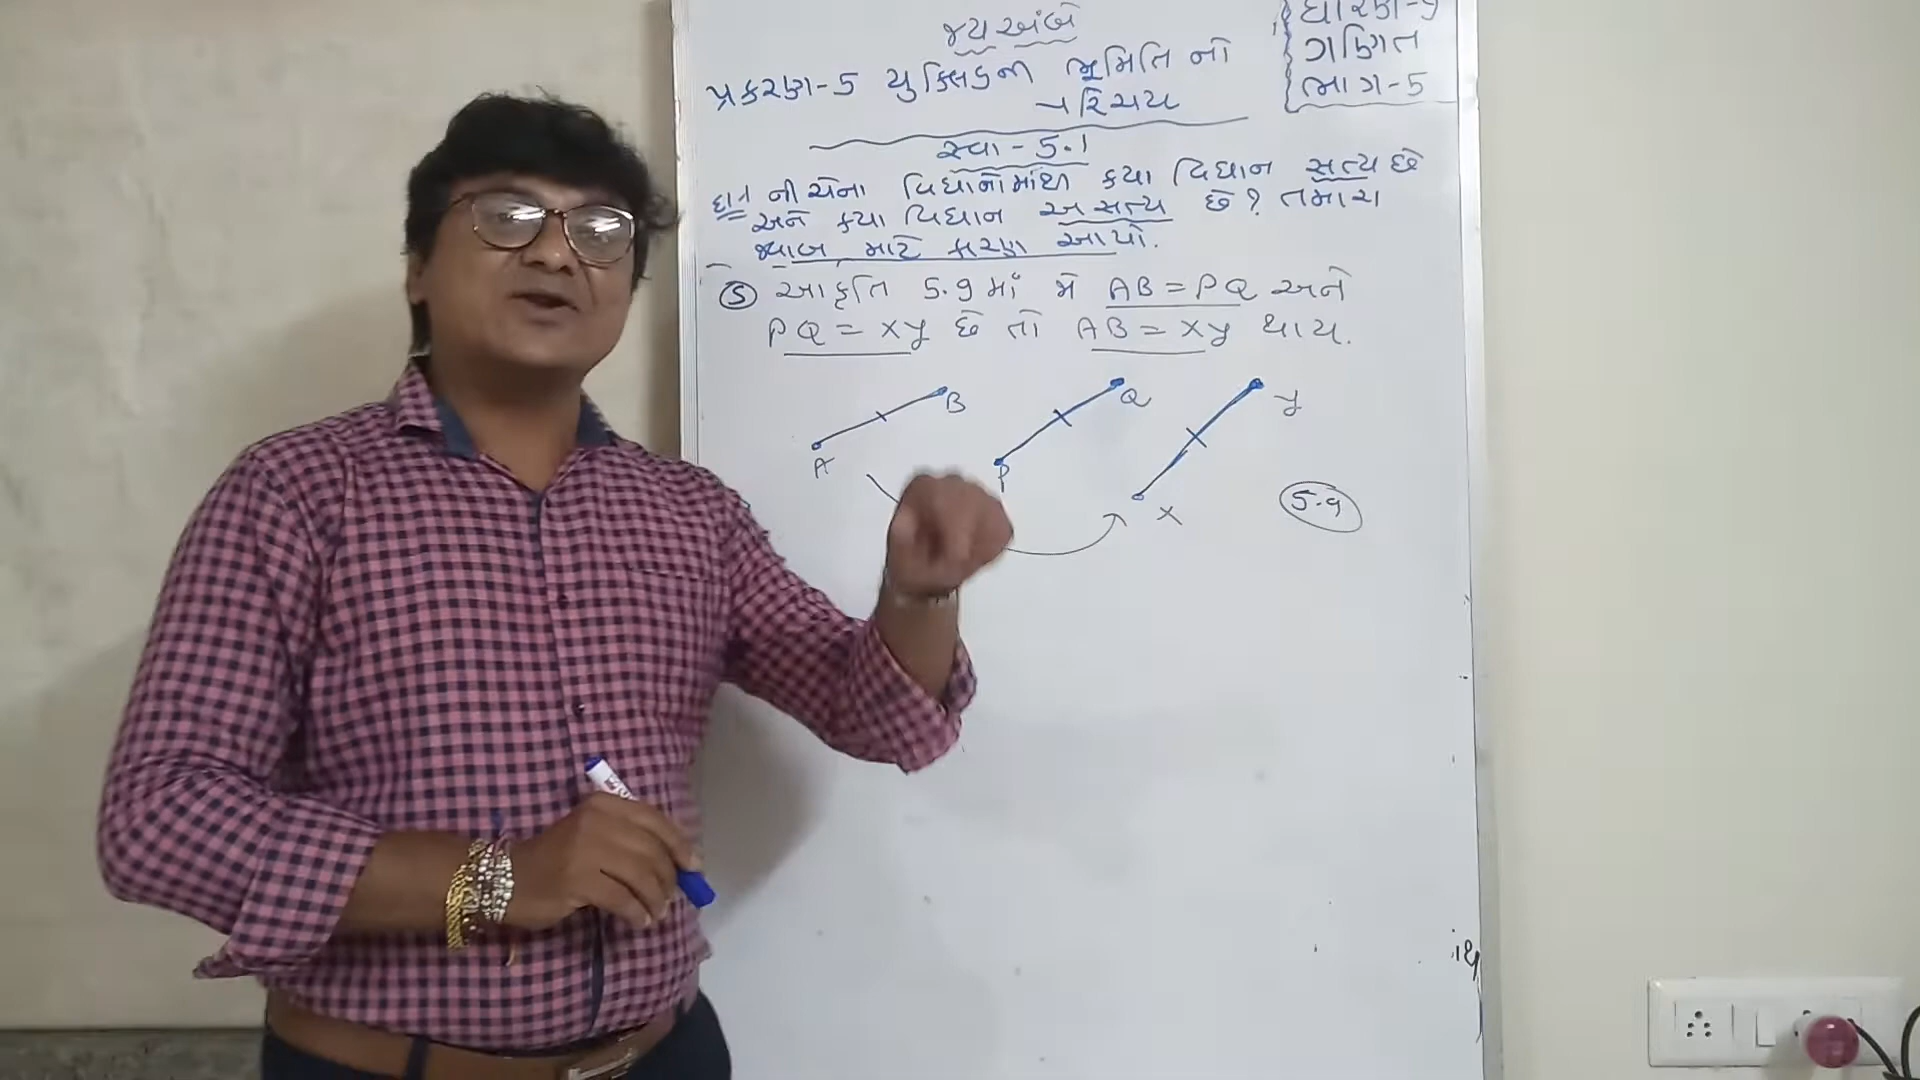 જય અંબે
ધોરણ-9
ગણિત
ભાગ-5
પ્રકરણ-5 યુક્લિડની ભૂમિતિ નો
પરિચય
સ્વા-5.1
દા.1 નીચેના વિધાનોમાંથી કયા વિધાન સત્ય છે
અને કયા વિધાન અસત્ય છે? તમારા
જવાબ માટે કારણ આપો.
5 આકૃતિ 5.9માં જો AB = PQ અને
PQ = XY છે તો AB = XY થાય.
B
Q
Y
A
P
X
5.9